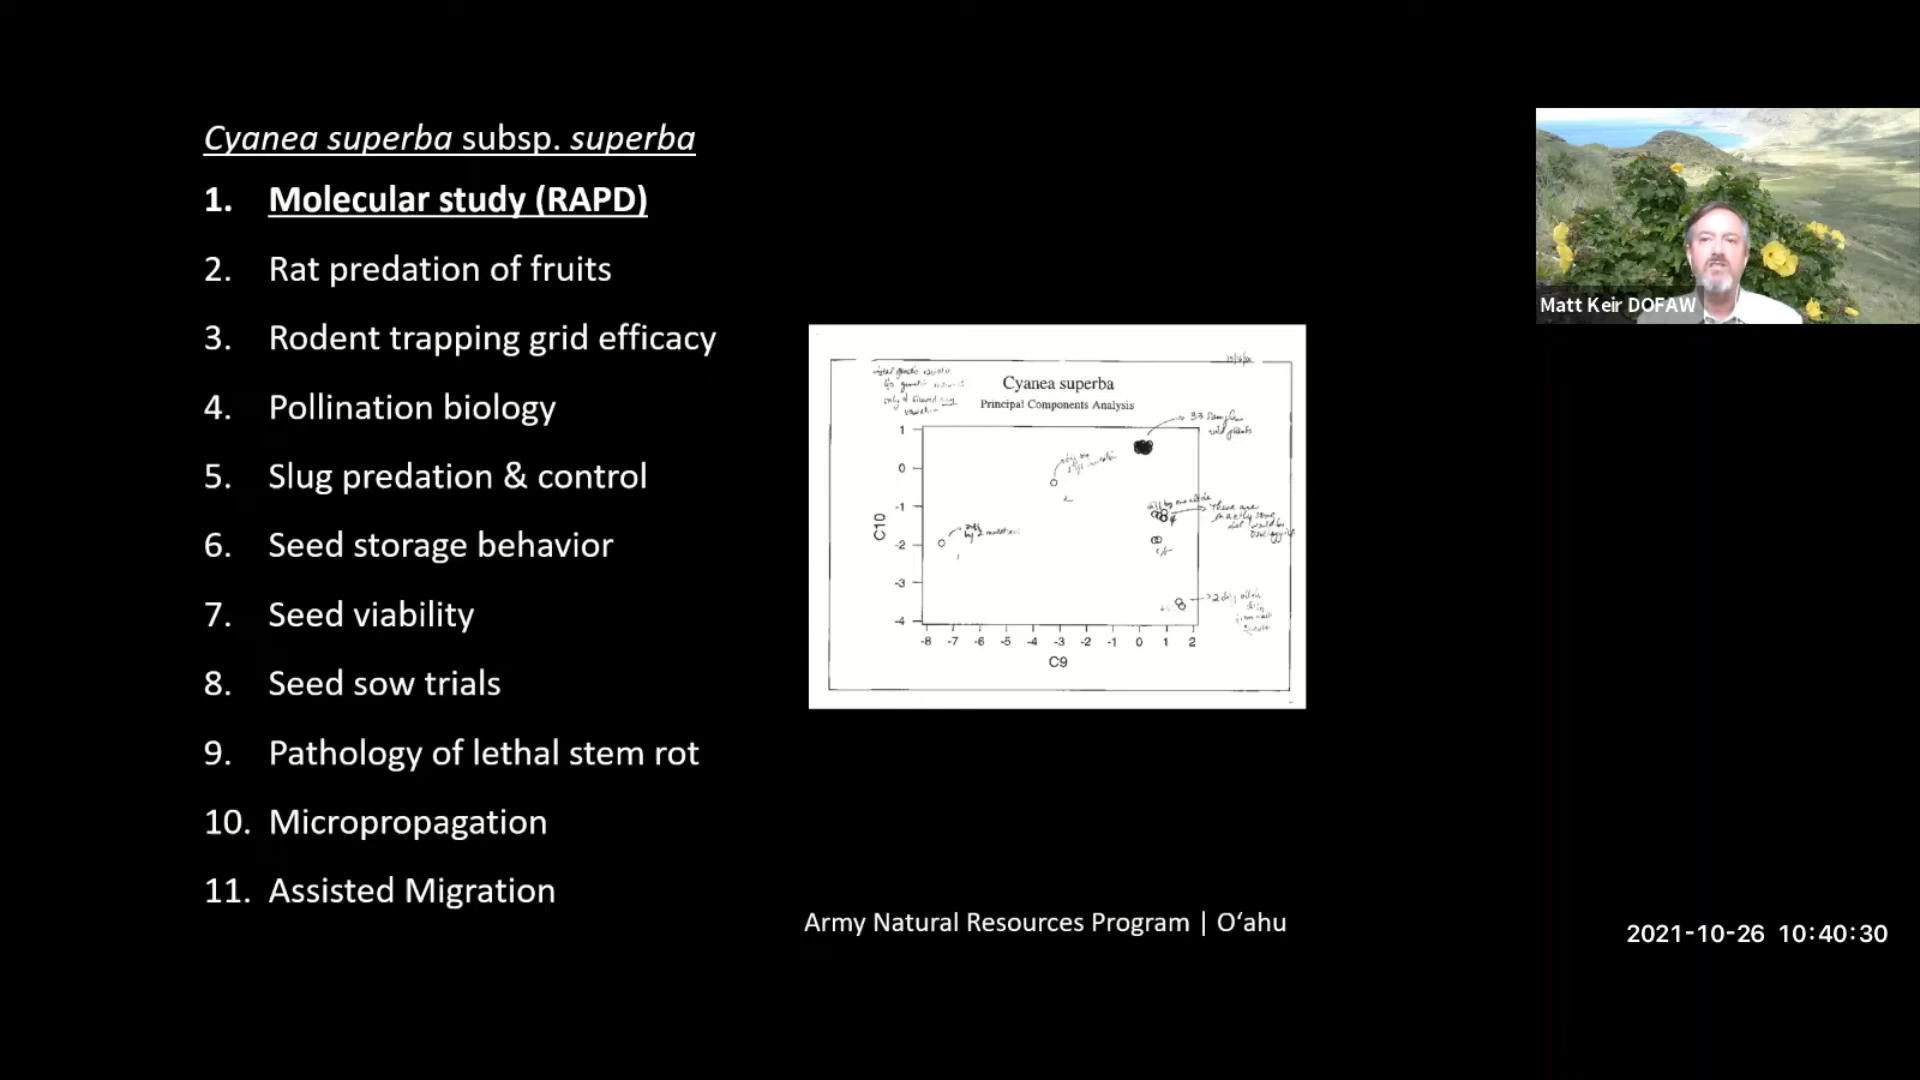 Cyanea superba subsp. superba
1. Molecular study (RAPD)
2. Rat predation of fruits
3. Rodent trapping grid efficacy
4. Pollination biology
5. Slug predation & control
6. Seed storage behavior
7. Seed viability
8. Seed sow trials
9. Pathology of lethal stem rot
10. Micropropagation
11. Assisted Migration
Cyanea superba
Principal Components Analysis
33
There are
C10
1
0
-1
-2
-3
-4
-8 -7 -6 -5 -4 -3 -2 -1 0 1 2
C9
Army Natural Resources Program | Oʻahu
Matt Keir DOFAW
2021-10-26 10:40:30